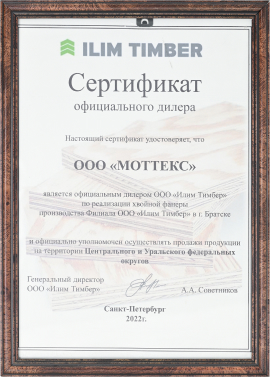 ILIM TIMBER
Сертификат
официального дилера
Настоящий сертификат удостоверяет, что
ООО «МОТТЕКС»
является официальным дилером ООО «Илим Тимбер»
по реализации хвойной фанеры
производства Филиала ООО «Илим Тимбер» в г. Братске
и официально уполномочен осуществлять продажи продукции
на территории Центрального и Уральского федеральных
округов
Генеральный директор
ООО «Илим Тимбер»
А.А. Советников
Санкт-Петербург
2022г.